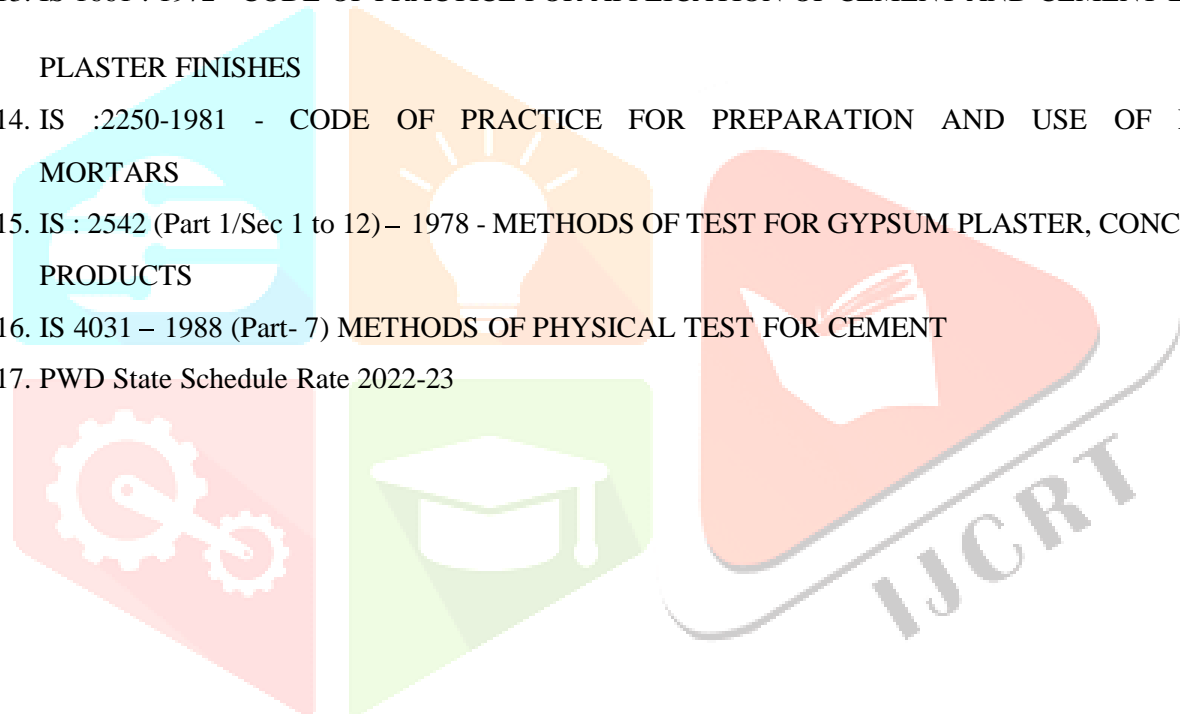 PLASTER FINISHES
14. IS :2250-1981 - CODE OF PRACTICE FOR PREPARATION AND USE OF
MORTARS
15. IS : 2542 (Part 1/Sec 1 to 12) – 1978 - METHODS OF TEST FOR GYPSUM PLASTER,
PRODUCTS
16. IS 4031 – 1988 (Part- 7) METHODS OF PHYSICAL TEST FOR CEMENT
17. PWD State Schedule Rate 2022-23
IJCRT